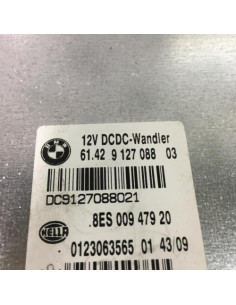 12V DCDC-Wandler
61.42 9 127 088 03
DC9127088021
.8ES 009 479 20
HELLA
0123063565 01 43/09